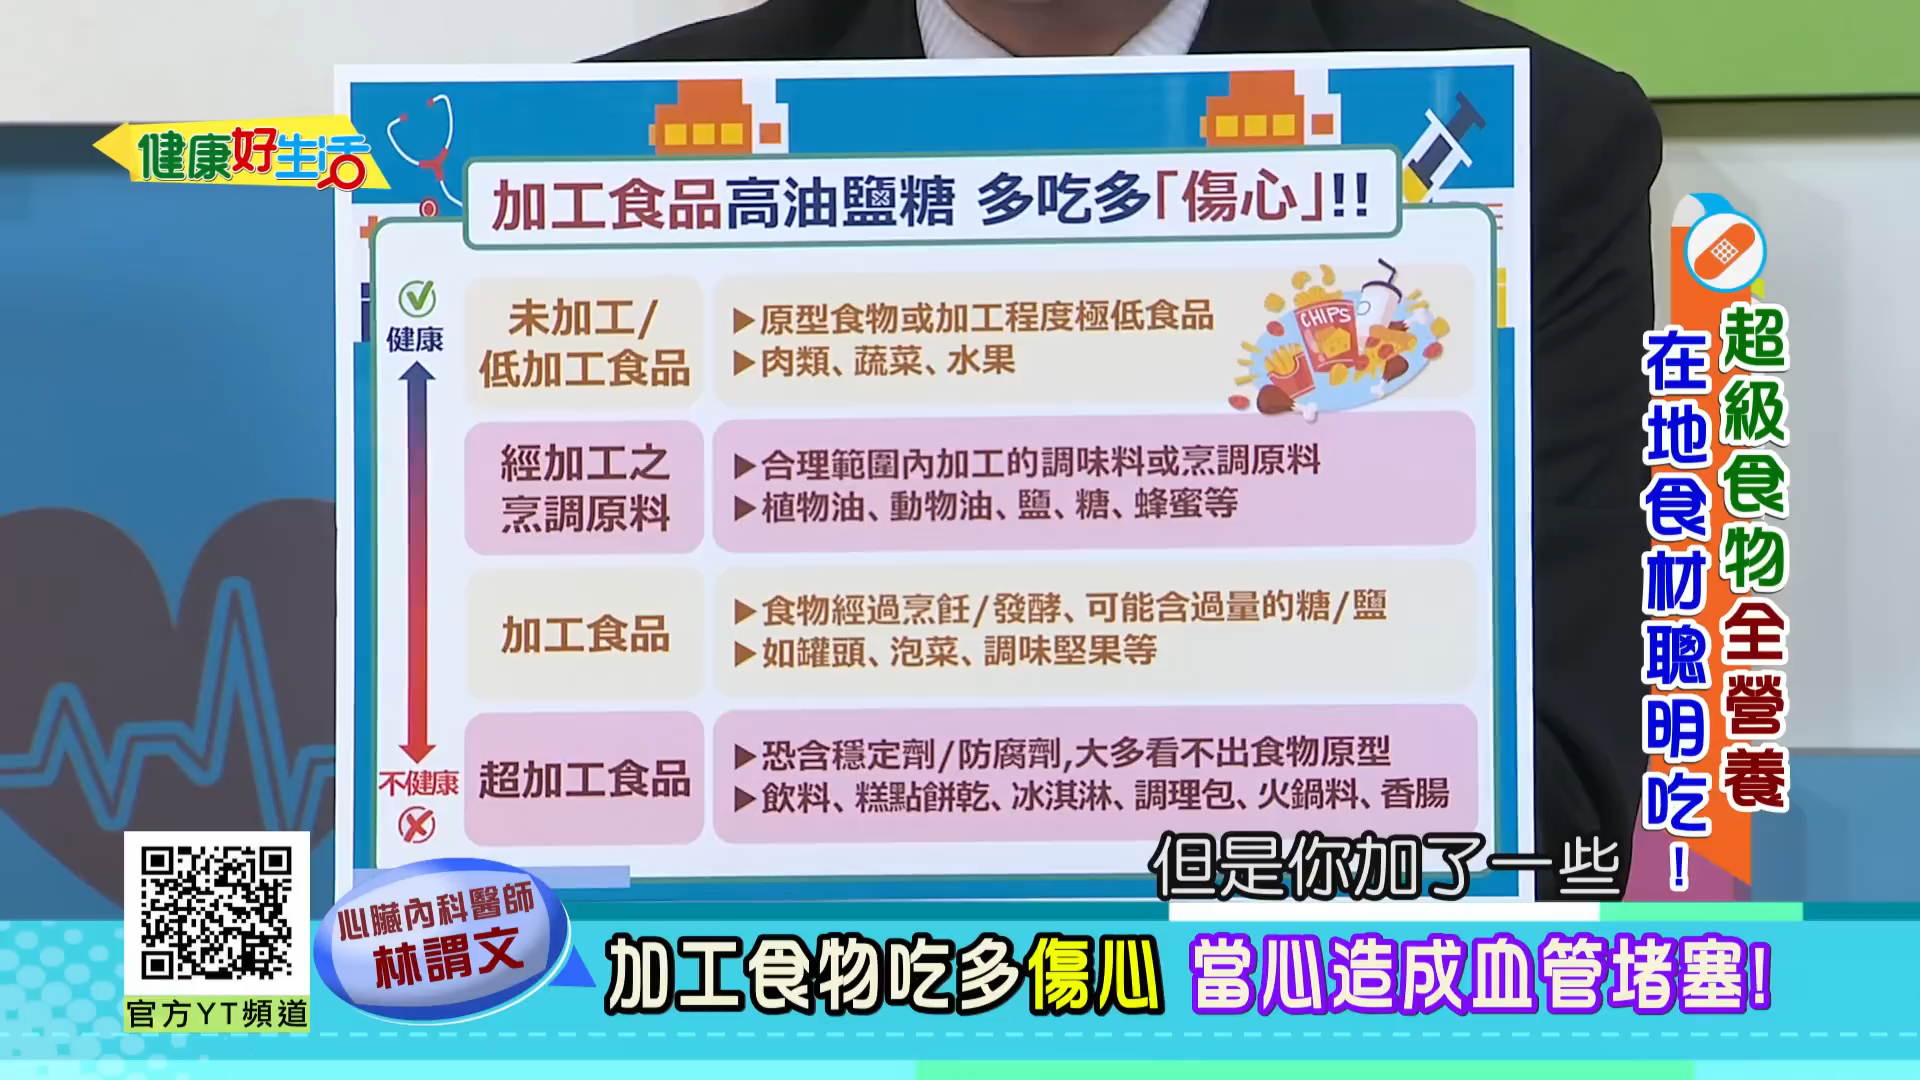 健康好生活
加工食品高油鹽糖 多吃多「傷心」!!
健康
未加工/
低加工食品
▶原型食物或加工程度極低食品
▶肉類、蔬菜、水果
CHIPS
經加工之
烹調原料
▶合理範圍內加工的調味料或烹調原料
▶植物油、動物油、鹽、糖、蜂蜜等
加工食品
▶食物經過烹飪/發酵、可能含過量的糖/鹽
▶如罐頭、泡菜、調味堅果等
不健康
超加工食品
▶恐含穩定劑/防腐劑,大多看不出食物原型
▶飲料、糕點餅乾、冰淇淋、調理包、火鍋料、香腸
超級食物全營養
在地食材聰明吃!
但是你加了一些
官方YT頻道
心臟內科醫師
林謂文
加工食物吃多傷心 當心造成血管堵塞!